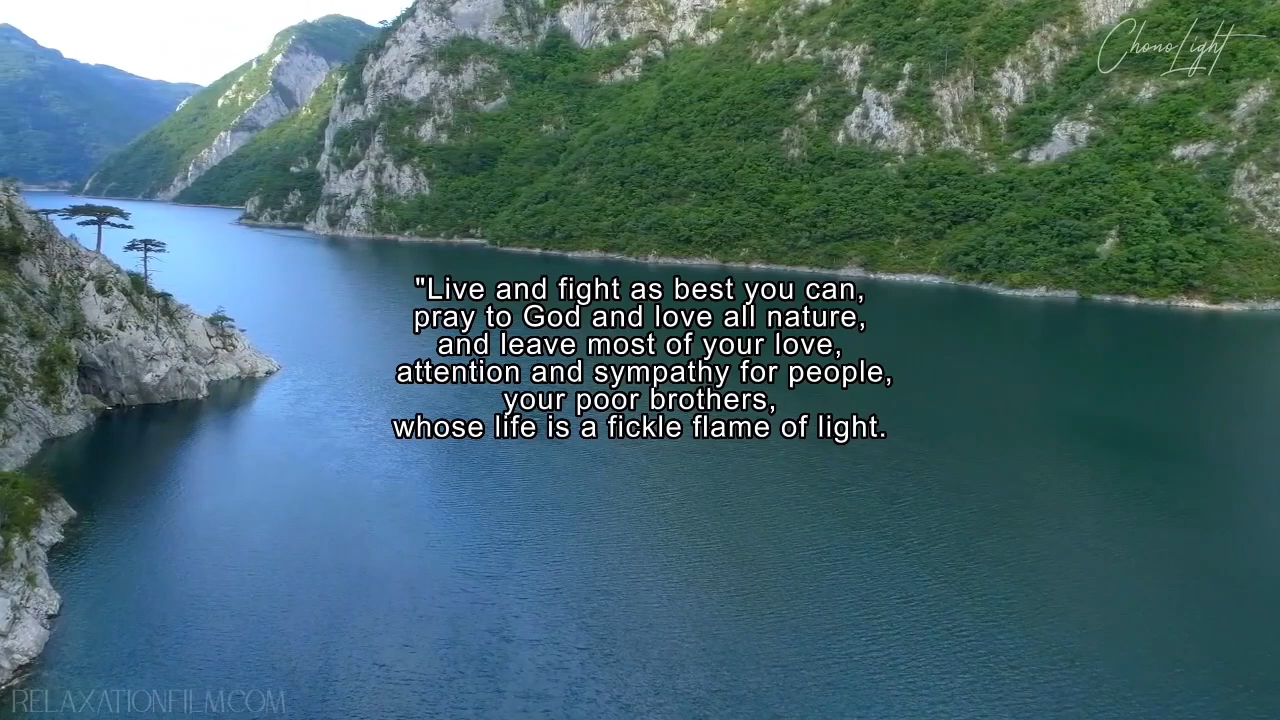 ChonoLight
"Live and fight as best you can,
pray to God and love all nature,
and leave most of your love,
attention and sympathy for people,
your poor brothers,
whose life is a fickle flame of light.
RELAXATIONFILM.COM